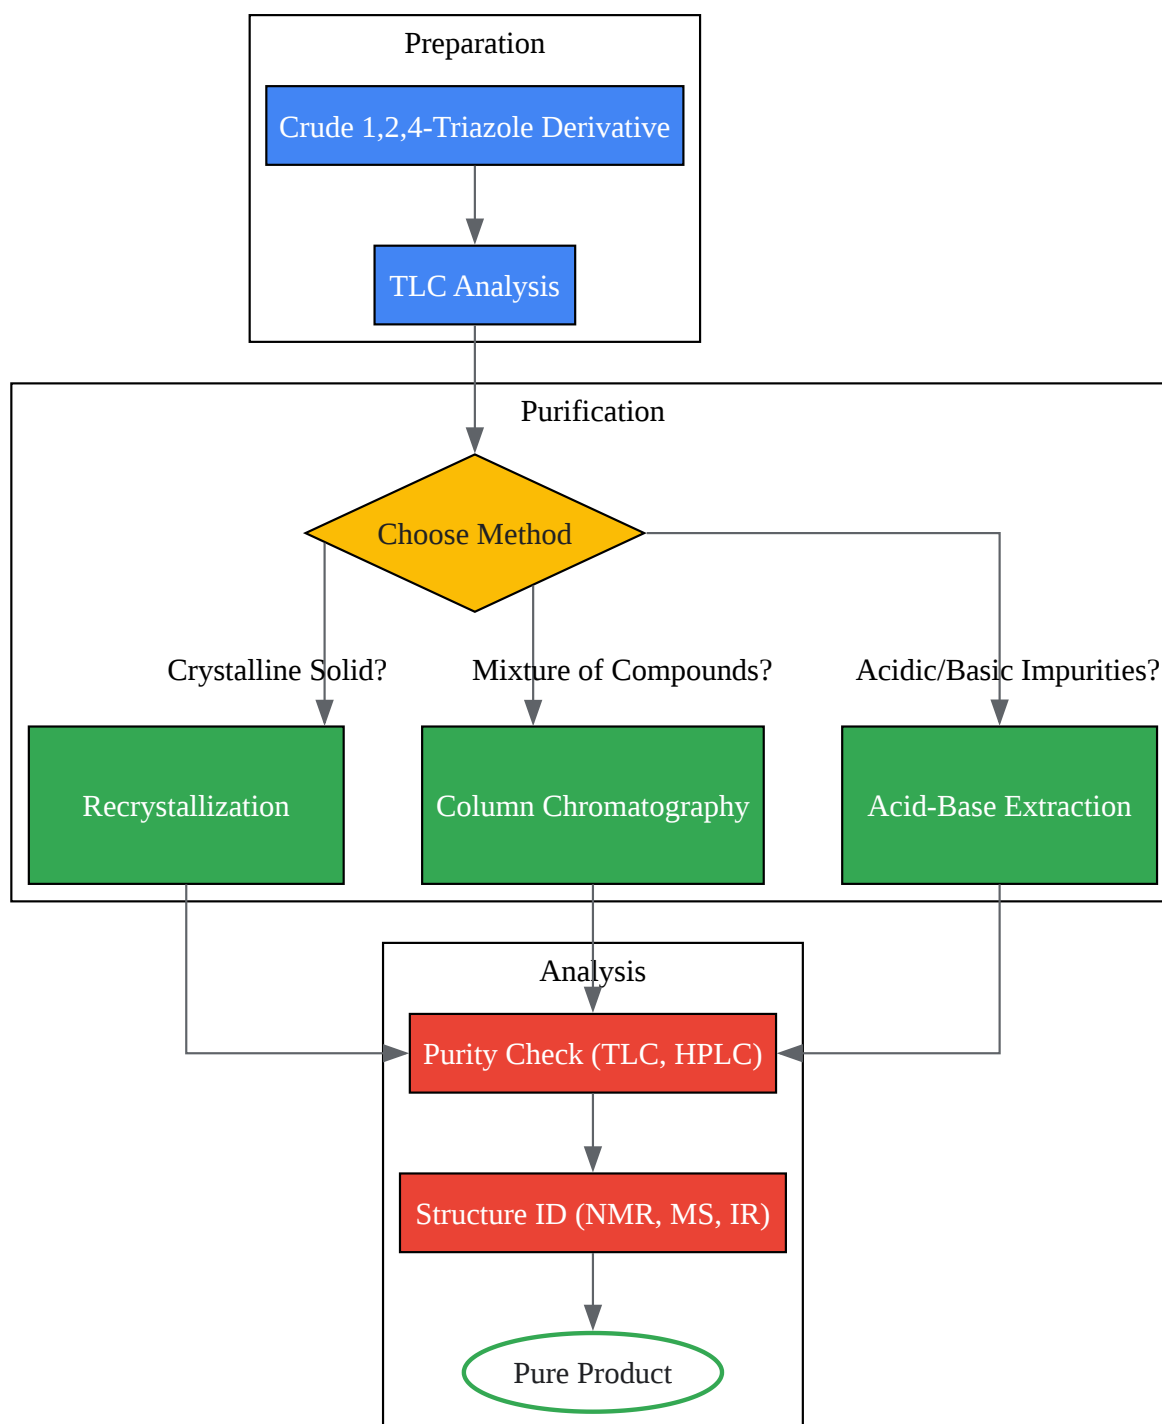 Preparation
Crude 1,2,4-Triazole Derivative
TLC Analysis
Purification
Choose Method
Crystalline Solid?
Mixture of Compounds?
Acidic/Basic Impurities?
Recrystallization
Column Chromatography
Acid-Base Extraction
Analysis
Purity Check (TLC, HPLC)
Structure ID (NMR, MS, IR)
Pure Product